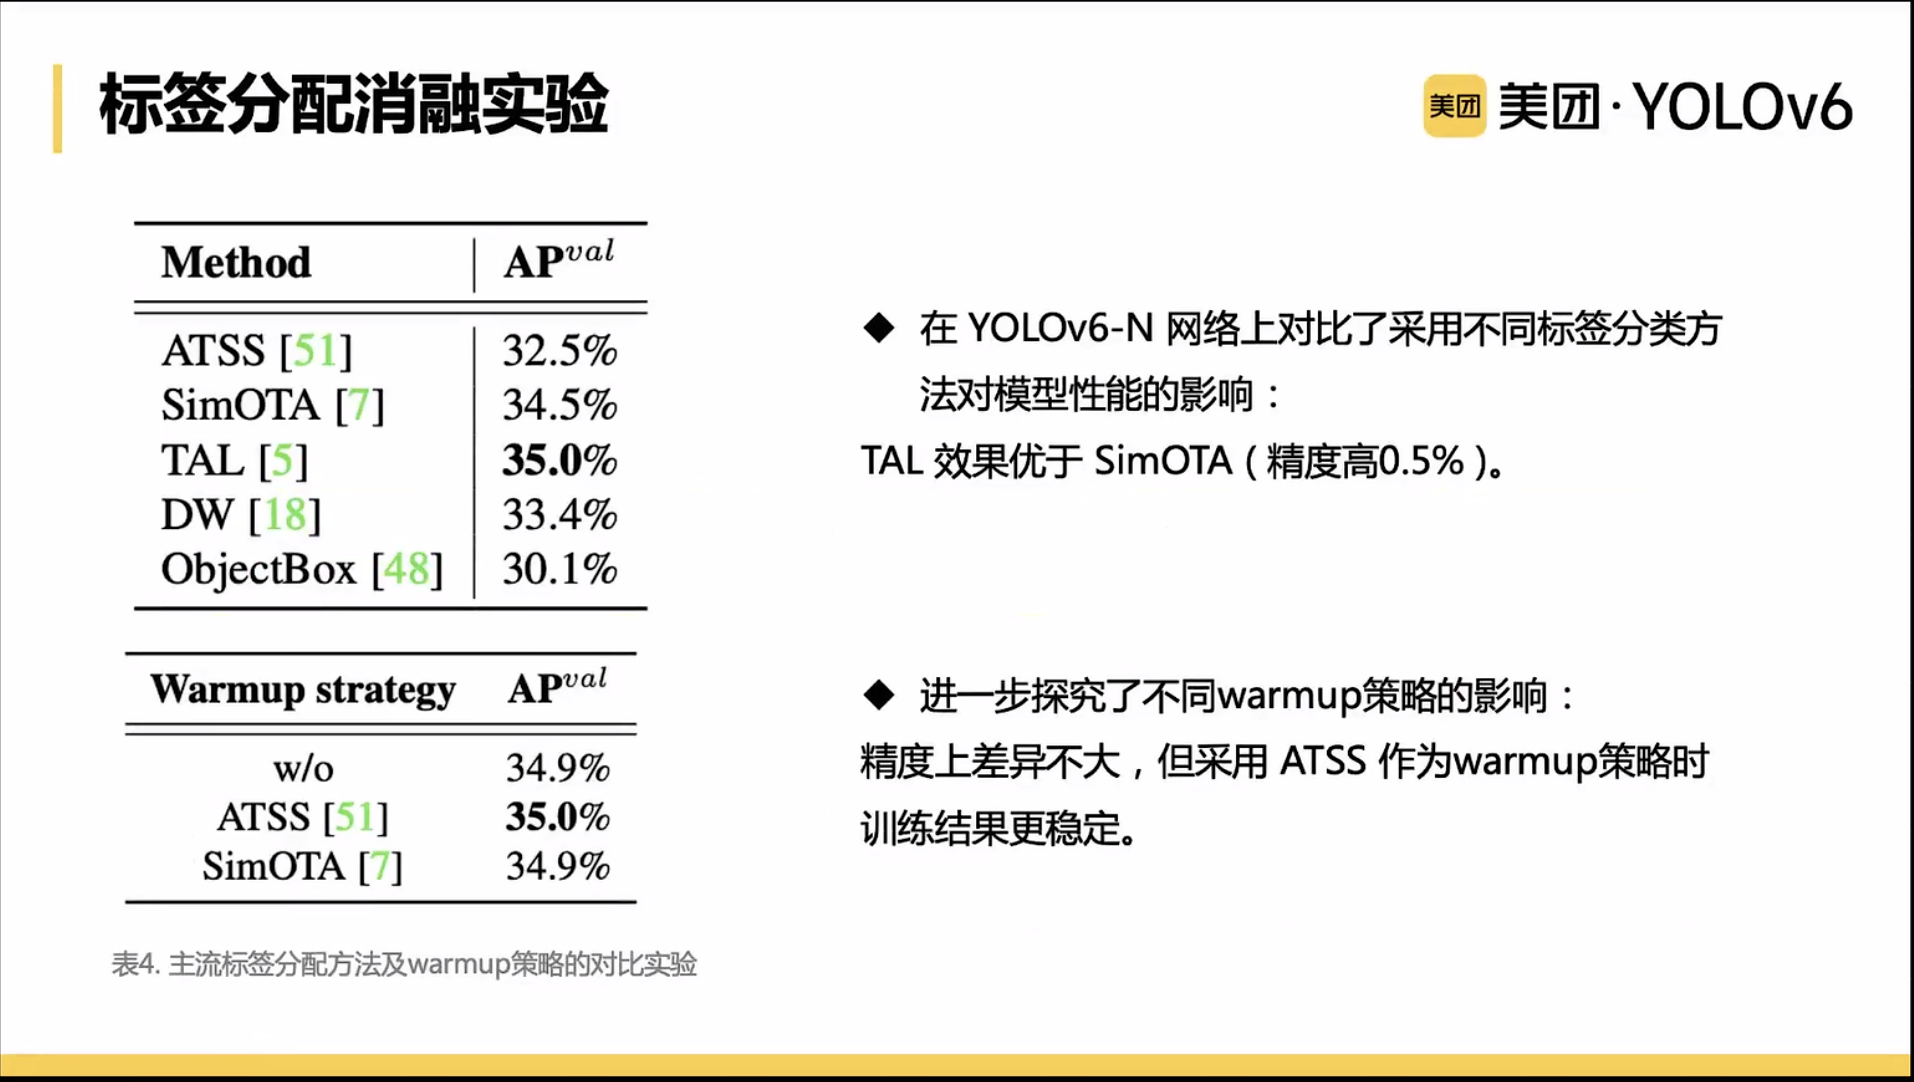 标签分配消融实验
美团 美团·YOLOv6
Method AP^val
ATSS [51] 32.5%
SimOTA [7] 34.5%
TAL [5] 35.0%
DW [18] 33.4%
ObjectBox [48] 30.1%
Warmup strategy AP^val
w/o 34.9%
ATSS [51] 35.0%
SimOTA [7] 34.9%
表4. 主流标签分配方法及warmup策略的对比实验
◆ 在 YOLOv6-N 网络上对比了采用不同标签分类方
法对模型性能的影响：
TAL 效果优于 SimOTA（精度高0.5%）。
◆ 进一步探究了不同warmup策略的影响：
精度上差异不大，但采用 ATSS 作为warmup策略时
训练结果更稳定。